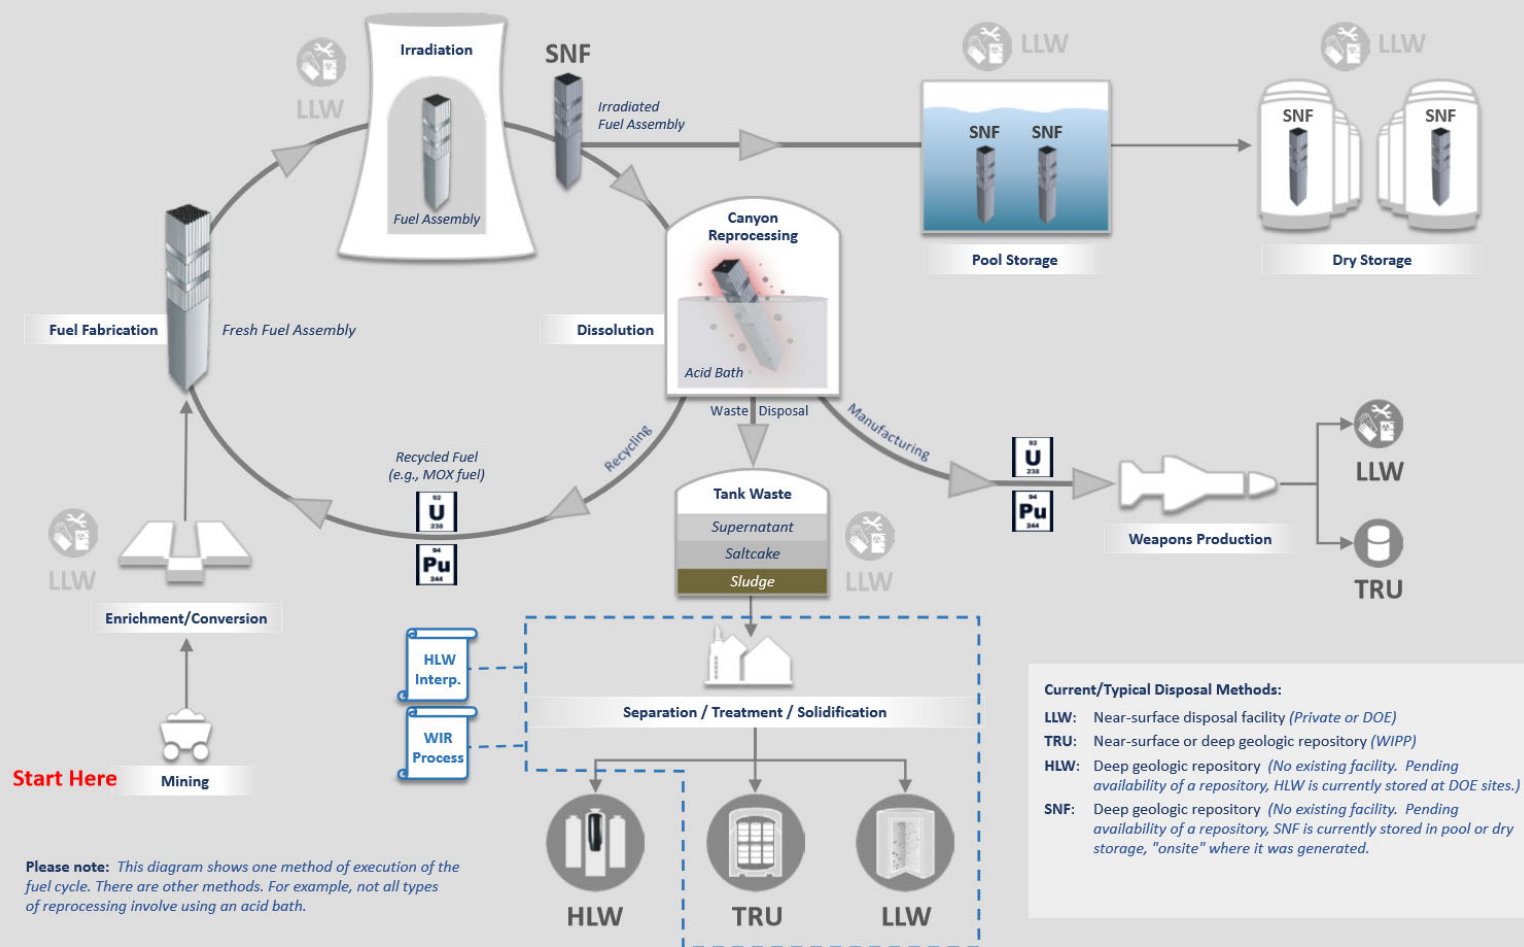 LLW
Irradiation
Fuel Assembly
SNF
Irradiated
Fuel Assembly
LLW
SNF SNF
Pool Storage
LLW
SNF SNF
Dry Storage
Fuel Fabrication
Fresh Fuel Assembly
Canyon
Reprocessing
Dissolution
Acid Bath
Waste Disposal
Recycling
Manufacturing
Recycled Fuel
(e.g., MOX fuel)
92
U
238
94
Pu
244
92
U
238
94
Pu
244
Weapons Production
LLW
TRU
Tank Waste
Supernatant
Saltcake
Sludge
LLW
LLW
Enrichment/Conversion
Start Here
Mining
HLW
Interp.
WIR
Process
Separation / Treatment / Solidification
HLW
TRU
LLW
Current/Typical Disposal Methods:
LLW: Near-surface disposal facility (Private or DOE)
TRU: Near-surface or deep geologic repository (WIPP)
HLW: Deep geologic repository (No existing facility. Pending
availability of a repository, HLW is currently stored at DOE sites.)
SNF: Deep geologic repository (No existing facility. Pending
availability of a repository, SNF is currently stored in pool or dry
storage, "onsite" where it was generated.
Please note: This diagram shows one method of execution of the
fuel cycle. There are other methods. For example, not all types
of reprocessing involve using an acid bath.